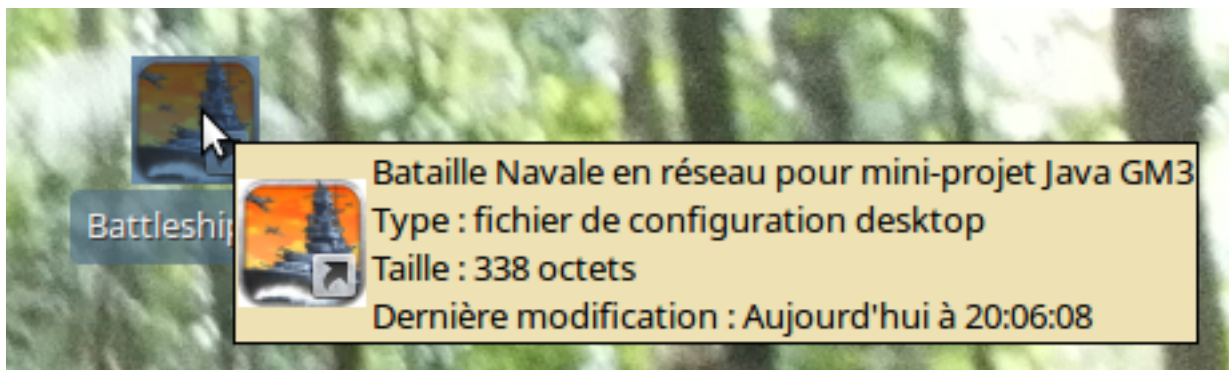 Bataille Navale en réseau pour mini-projet Java GM3
Type : fichier de configuration desktop
Taille : 338 octets
Dernière modification : Aujourd'hui à 20:06:08